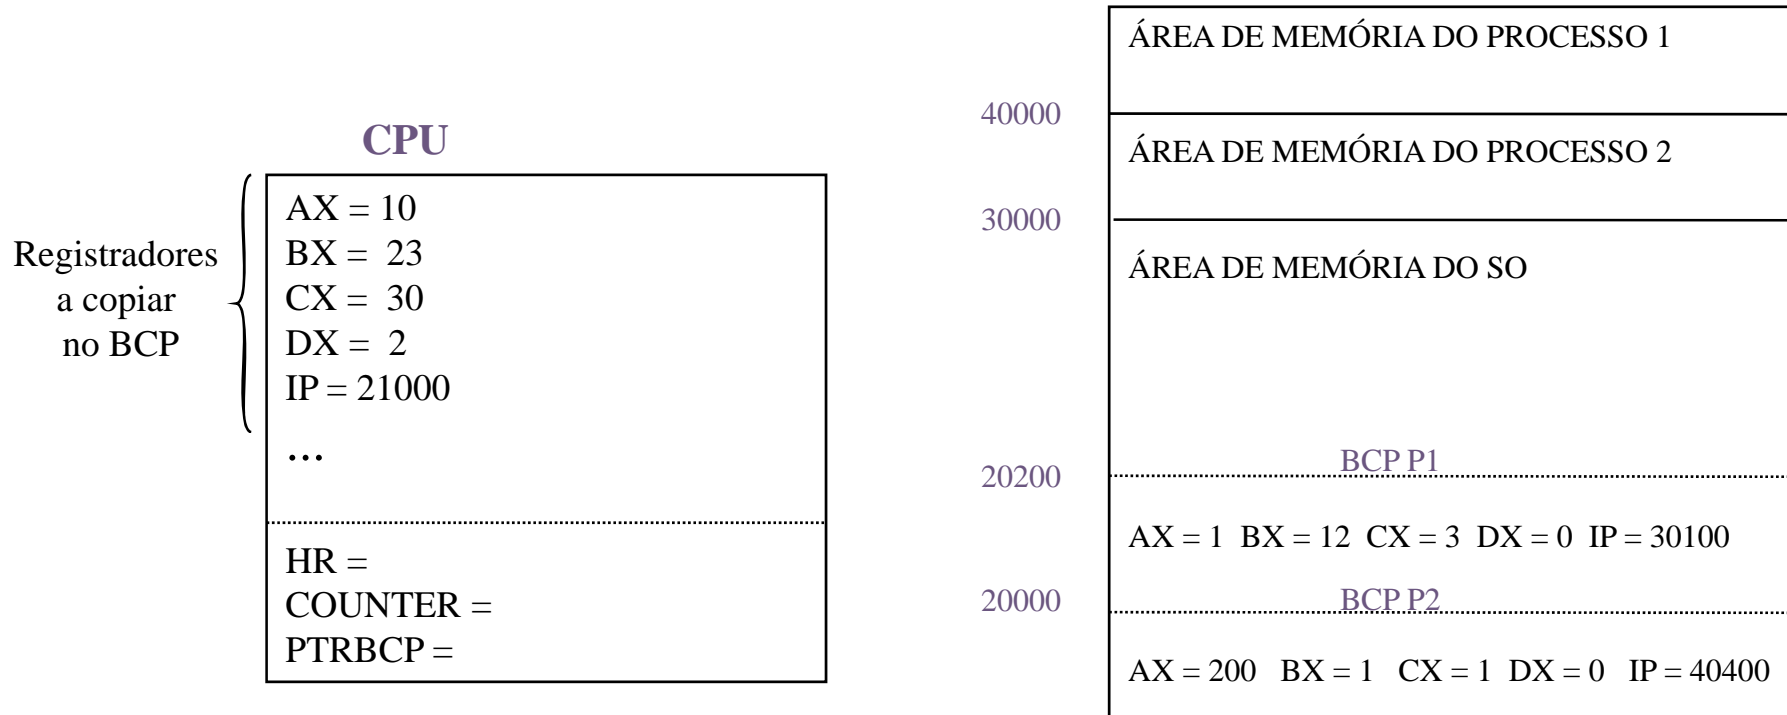 CPU
Registradores
a copiar
no BCP
AX = 10
BX = 23
CX = 30
DX = 2
IP = 21000
...
HR =
COUNTER =
PTRBCP =
ÁREA DE MEMÓRIA DO PROCESSO 1
40000
ÁREA DE MEMÓRIA DO PROCESSO 2
30000
ÁREA DE MEMÓRIA DO SO
BCP P1
20200
AX = 1 BX = 12 CX = 3 DX = 0 IP = 30100
20000
BCP P2
AX = 200 BX = 1 CX = 1 DX = 0 IP = 40400